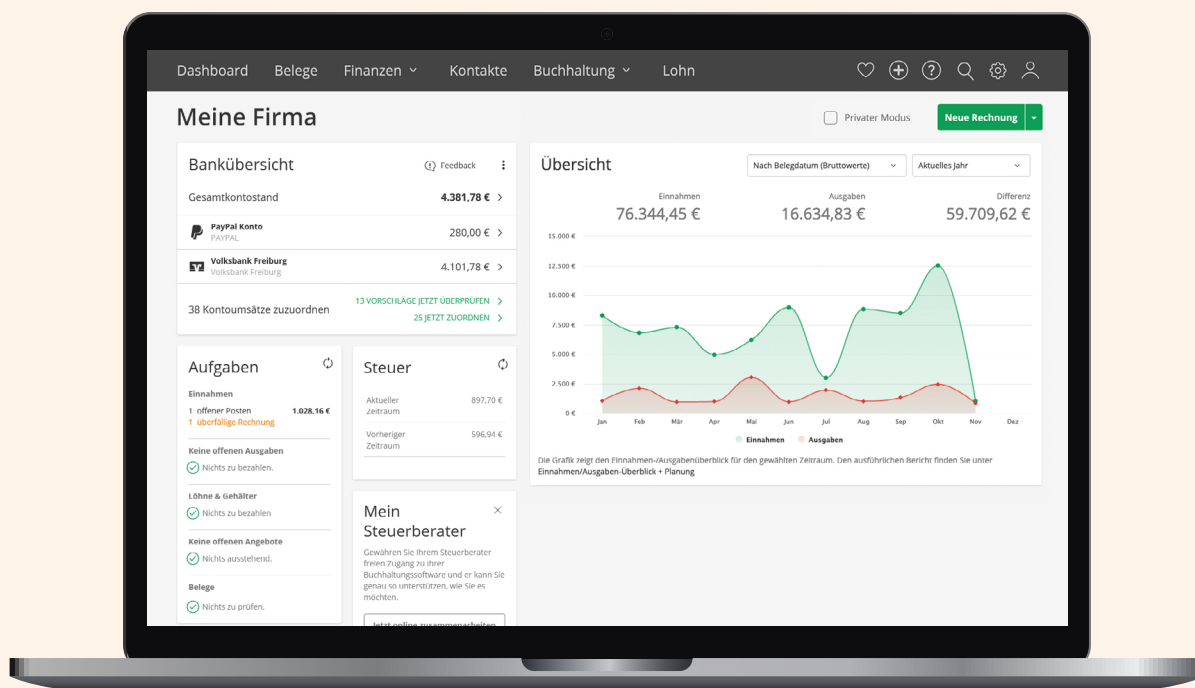 Dashboard Belege Finanzen Kontakte Buchhaltung Lohn
Meine Firma
Privater Modus
Neue Rechnung
Bankübersicht
Feedback
Gesamtkontostand 4.381,78 €
PayPal Konto
PAYPAL
280,00 €
Volksbank Freiburg
Volksbank Freiburg
4.101,78 €
38 Kontoumsätze zuzuordnen
13 VORSCHLÄGE JETZT ÜBERPRÜFEN
25 JETZT ZUORDNEN
Übersicht
Nach Belegdatum (Bruttowerte)
Aktuelles Jahr
Einnahmen Ausgaben Differenz
76.344,45 € 16.634,83 € 59.709,62 €
15.000 €
12.500 €
10.000 €
7.500 €
5.000 €
2.500 €
0 €
Jan Feb Mär Apr Mai Jun Jul Aug Sep Okt Nov Dez
Einnahmen Ausgaben
Die Grafik zeigt den Einnahmen-/Ausgabenüberblick für den gewählten Zeitraum. Den ausführlichen Bericht finden Sie unter
Einnahmen/Ausgaben-Überblick + Planung
Aufgaben
Einnahmen
1 offener Posten 1.028,16 €
1 überfällige Rechnung
Keine offenen Ausgaben
Nichts zu bezahlen.
Löhne & Gehälter
Nichts zu bezahlen
Keine offenen Angebote
Nichts ausstehend.
Belege
Nichts zu prüfen.
Steuer
Aktueller
Zeitraum
897,70 €
Vorheriger
Zeitraum
596,94 €
Mein
Steuerberater
Gewähren Sie Ihrem Steuerberater
freien Zugang zu Ihrer
Buchhaltungssoftware und er kann Sie
genau so unterstützen, wie Sie es
möchten.
Jetzt online zusammenarbeiten